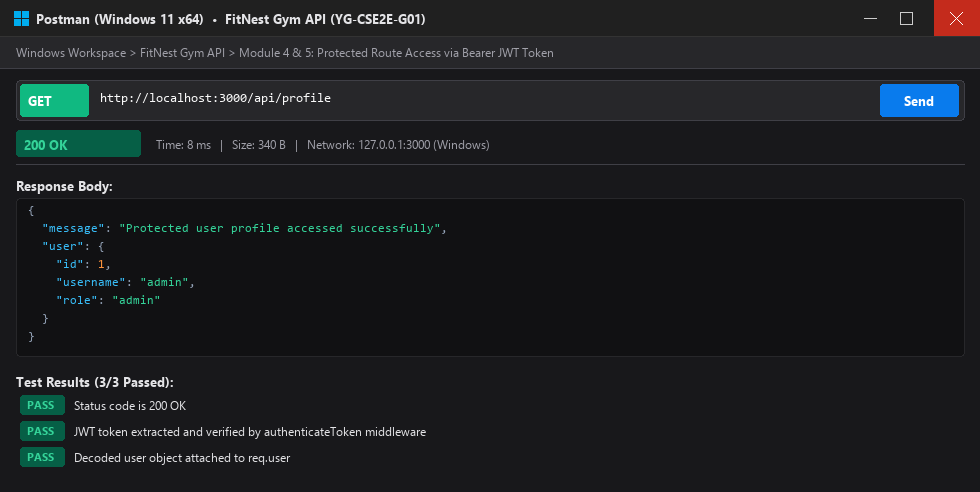 Postman (Windows 11 x64) • FitNest Gym API (YG-CSE2E-G01)
Windows Workspace > FitNest Gym API > Module 4 & 5: Protected Route Access via Bearer JWT Token
GET http://localhost:3000/api/profile Send
200 OK Time: 8 ms | Size: 340 B | Network: 127.0.0.1:3000 (Windows)
Response Body:
{
  "message": "Protected user profile accessed successfully",
  "user": {
    "id": 1,
    "username": "admin",
    "role": "admin"
  }
}
Test Results (3/3 Passed):
PASS Status code is 200 OK
PASS JWT token extracted and verified by authenticateToken middleware
PASS Decoded user object attached to req.user